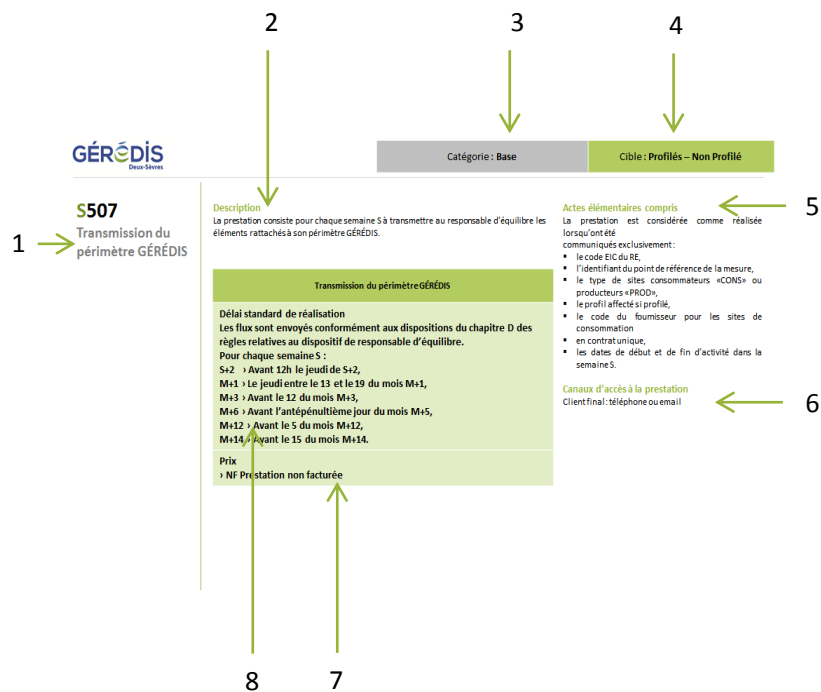 2
3
4
GÉRÉDIS
Deux-Sèvres
Catégorie : Base
Cible : Profilés – Non Profilé
1
S507
Transmission du
périmètre GÉRÉDIS
Description
La prestation consiste pour chaque semaine S à transmettre au responsable d'équilibre les
éléments rattachés à son périmètre GÉRÉDIS.
Transmission du périmètre GÉRÉDIS
Délai standard de réalisation
Les flux sont envoyés conformément aux dispositions du chapitre D des
règles relatives au dispositif de responsable d'équilibre.
Pour chaque semaine S :
S+2 › Avant 12h le jeudi de S+2,
M+1 › Le jeudi entre le 13 et le 19 du mois M+1,
M+3 › Avant le 12 du mois M+3,
M+6 › Avant l'antépénultième jour du mois M+5,
M+12 › Avant le 5 du mois M+12,
M+14 › Avant le 15 du mois M+14.
Prix
› NF Prestation non facturée
Actes élémentaires compris
La prestation est considérée comme réalisée
lorsqu'ont été
communiqués exclusivement :
▪ le code EIC du RE,
▪ l'identifiant du point de référence de la mesure,
▪ le type de sites consommateurs «CONS» ou
producteurs «PROD»,
▪ le profil affecté si profilé,
▪ le code du fournisseur pour les sites de
consommation
▪ en contrat unique,
▪ les dates de début et de fin d'activité dans la
semaine S.
Canaux d'accès à la prestation
Client final : téléphone ou email
5
6
8
7